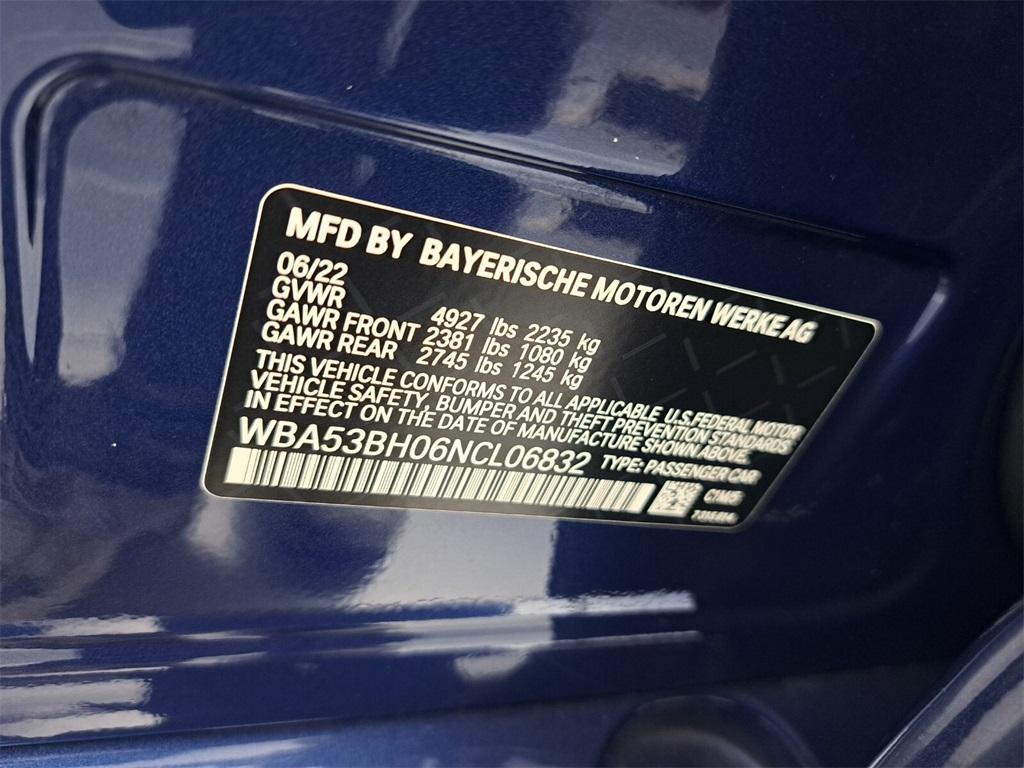 MFD BY BAYERISCHE MOTOREN WERKE AG
06/22
GVWR 4927 lbs 2235 kg
GAWR FRONT 2381 lbs 1080 kg
GAWR REAR 2745 lbs 1245 kg
THIS VEHICLE CONFORMS TO ALL APPLICABLE U.S.FEDERAL MOTOR
VEHICLE SAFETY, BUMPER AND THEFT PREVENTION STANDARDS
IN EFFECT ON THE DATE OF MANUFACTURE SHOWN ABOVE.
WBA53BH06NCL06832 TYPE: PASSENGER CAR